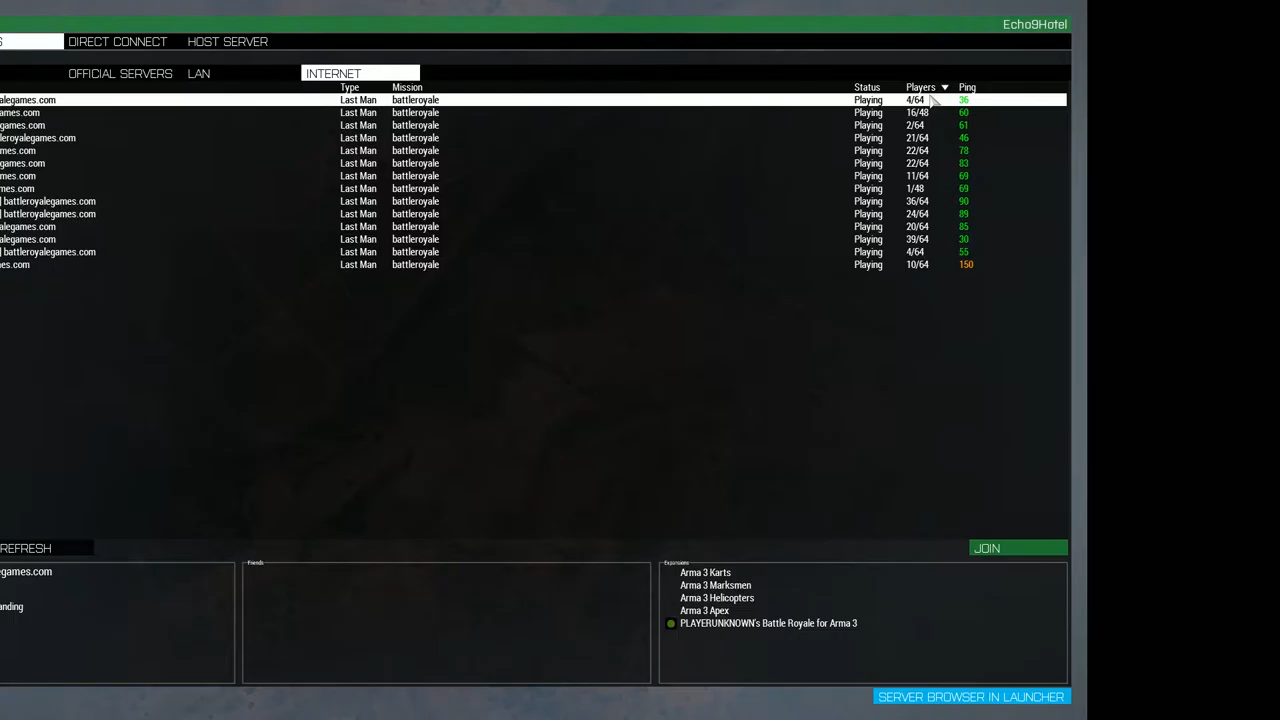 Echo9Hotel
S DIRECT CONNECT HOST SERVER
OFFICIAL SERVERS LAN INTERNET
Type Mission Status Players Ping
alegames.com Last Man battleroyale Playing 4/64 36
ames.com Last Man battleroyale Playing 16/48 60
games.com Last Man battleroyale Playing 2/64 61
leroyalegames.com Last Man battleroyale Playing 21/64 46
mes.com Last Man battleroyale Playing 22/64 78
games.com Last Man battleroyale Playing 22/64 83
mes.com Last Man battleroyale Playing 11/64 69
mes.com Last Man battleroyale Playing 1/48 69
| battleroyalegames.com Last Man battleroyale Playing 36/64 90
| battleroyalegames.com Last Man battleroyale Playing 24/64 89
alegames.com Last Man battleroyale Playing 20/64 85
alegames.com Last Man battleroyale Playing 39/64 30
| battleroyalegames.com Last Man battleroyale Playing 4/64 55
es.com Last Man battleroyale Playing 10/64 150
REFRESH JOIN
egames.com
anding
Friends
Expansions
Arma 3 Karts
Arma 3 Marksmen
Arma 3 Helicopters
Arma 3 Apex
PLAYERUNKNOWN's Battle Royale for Arma 3
SERVER BROWSER IN LAUNCHER